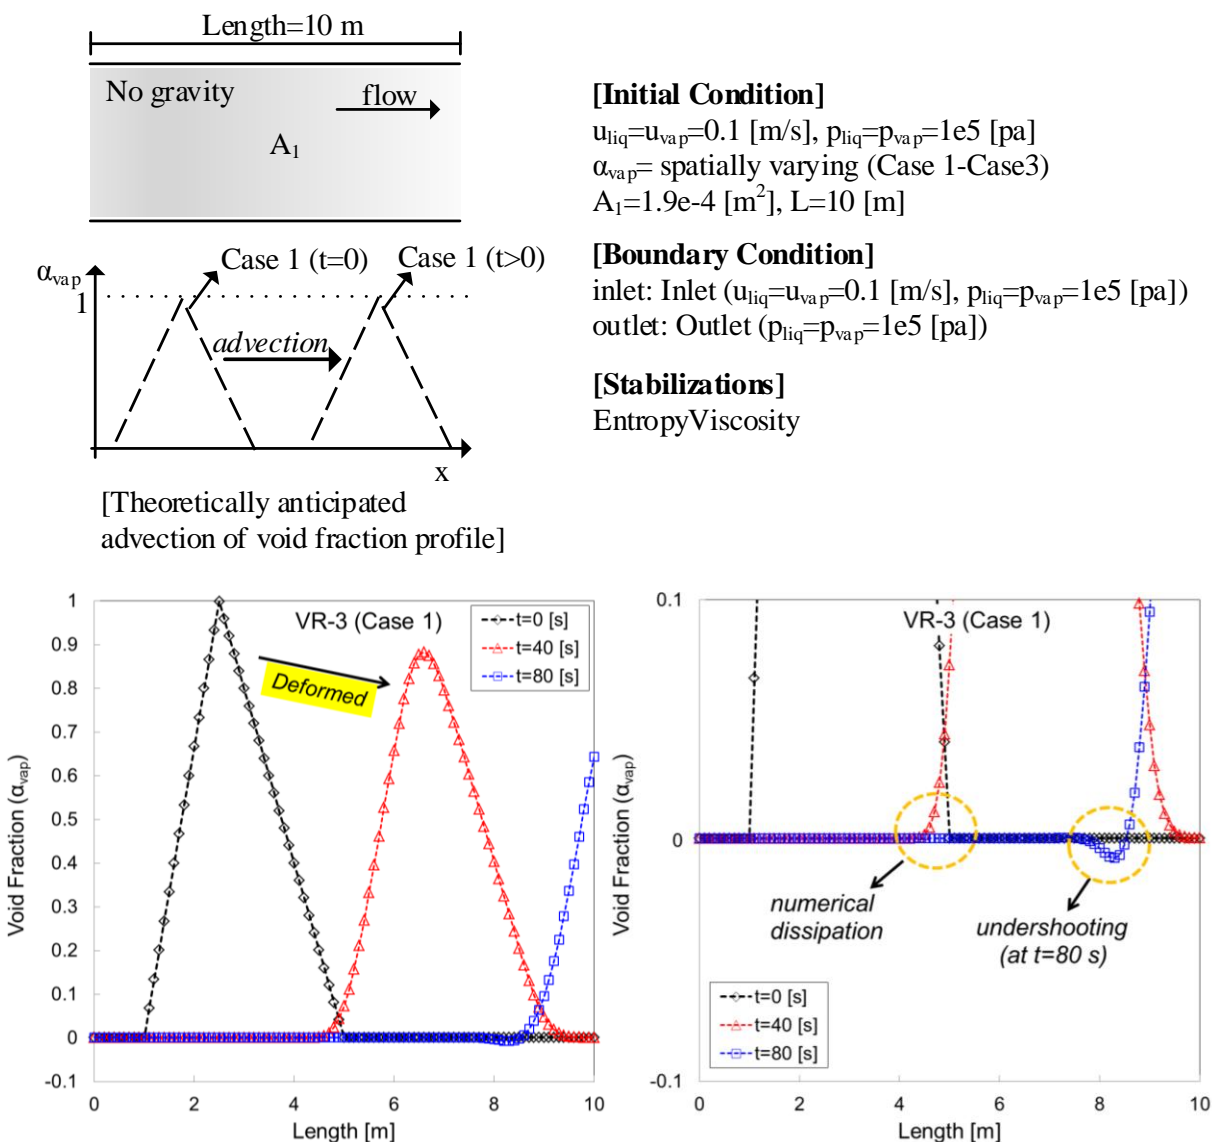 Length=10 m
No gravity
flow
A₁
αvap
1
Case 1 (t=0)
Case 1 (t>0)
advection
x
[Theoretically anticipated
advection of void fraction profile]
[Initial Condition]
uliq=uvap=0.1 [m/s], pliq=pvap=1e5 [pa]
αvap= spatially varying (Case 1-Case3)
A₁=1.9e-4 [m²], L=10 [m]
[Boundary Condition]
inlet: Inlet (uliq=uvap=0.1 [m/s], pliq=pvap=1e5 [pa])
outlet: Outlet (pliq=pvap=1e5 [pa])
[Stabilizations]
EntropyViscosity
VR-3 (Case 1)
t=0 [s]
t=40 [s]
t=80 [s]
Deformed
Void Fraction (αvap)
1
0.9
0.8
0.7
0.6
0.5
0.4
0.3
0.2
0.1
0
-0.1
0 2 4 6 8 10
Length [m]
VR-3 (Case 1)
Void Fraction (αvap)
0.1
0
-0.1
numerical
dissipation
undershooting
(at t=80 s)
t=0 [s]
t=40 [s]
t=80 [s]
0 2 4 6 8 10
Length [m]